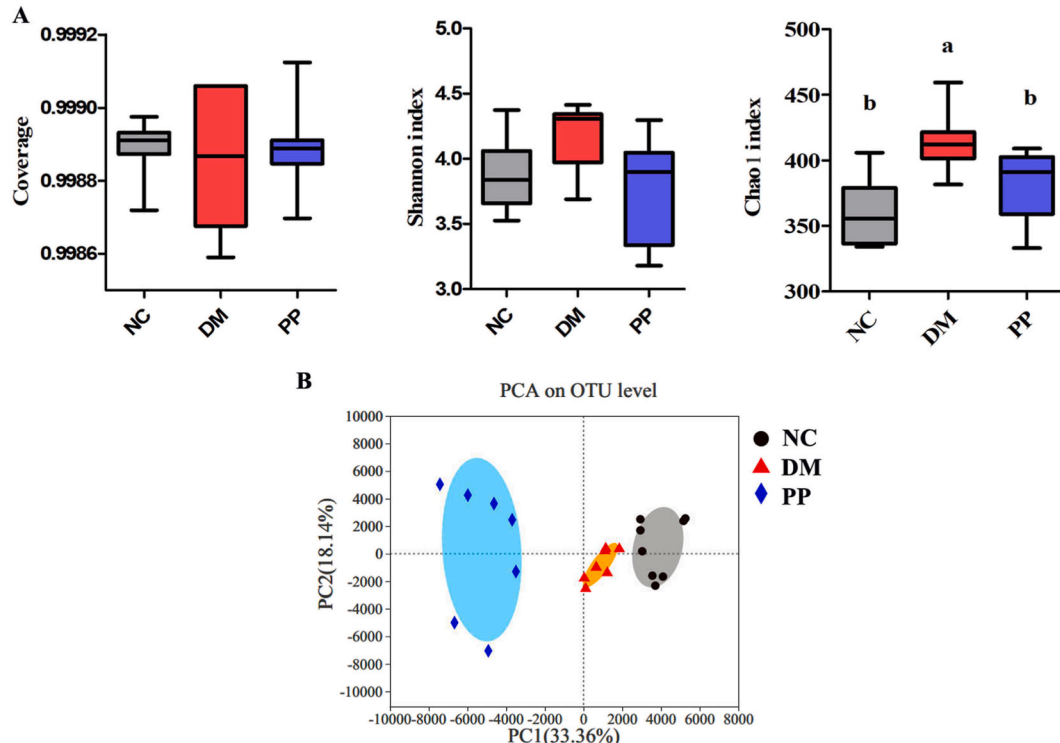 A
Coverage
0.9992
0.9990
0.9988
0.9986
NC
DM
PP
Shannon index
5.0
4.5
4.0
3.5
3.0
NC
DM
PP
Chao1 index
500
450
400
350
300
b
a
b
NC
DM
PP
B
PCA on OTU level
PC2(18.14%)
10000
8000
6000
4000
2000
0
-2000
-4000
-6000
-8000
-10000
-10000-8000 -6000 -4000 -2000 0 2000 4000 6000 8000
PC1(33.36%)
NC
DM
PP